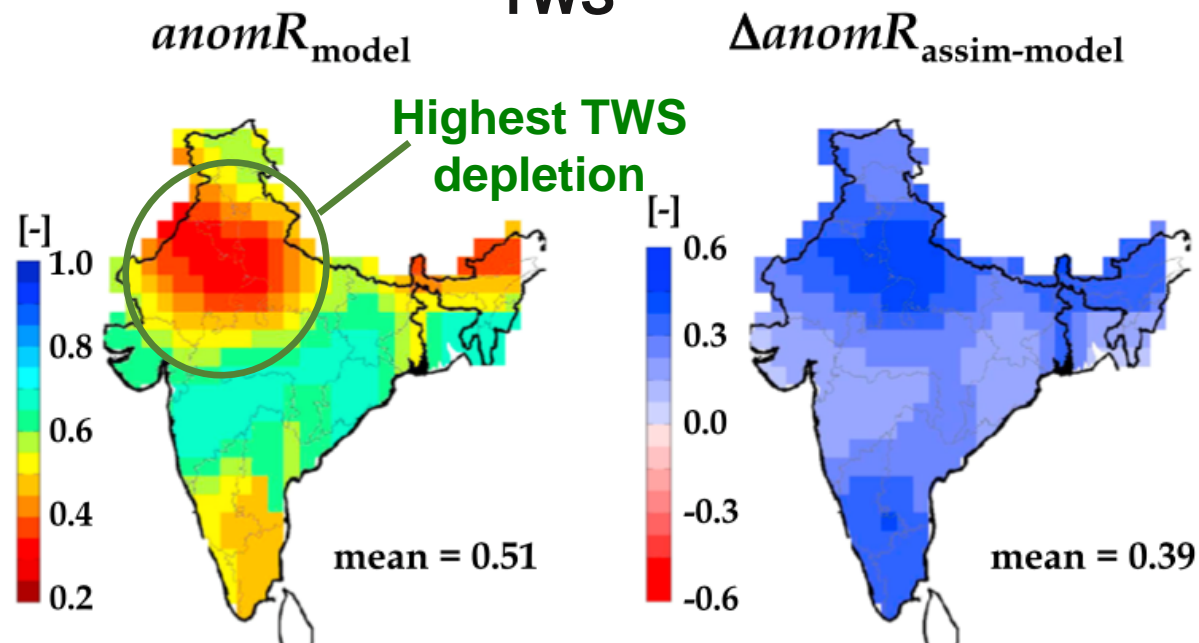 TWS
anomR_model
ΔanomR_assim-model
Highest TWS
depletion
[-]
1.0
0.8
0.6
0.4
0.2
mean = 0.51
[-]
0.6
0.3
0.0
-0.3
-0.6
mean = 0.39